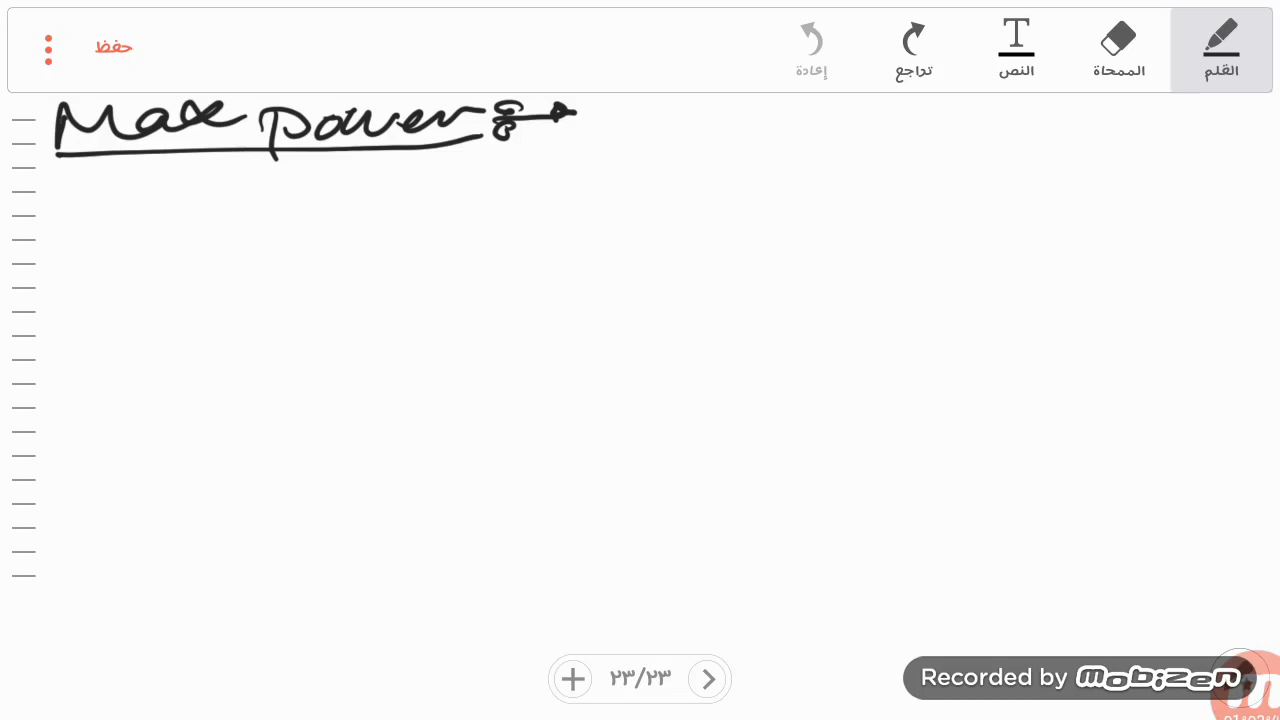 حفظ
إعادة
تراجع
T
النص
الممحاة
القلم
Max power
٢٣/٢٣
Recorded by mobizen